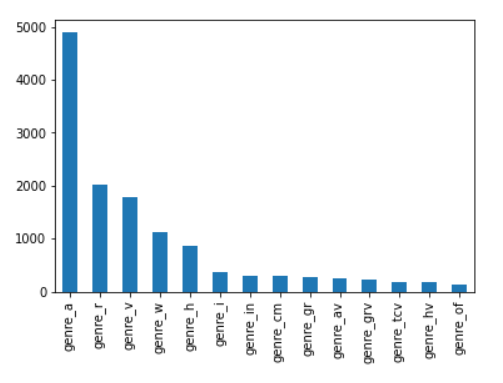 5000
4000
3000
2000
1000
0
genre_a
genre_r
genre_v
genre_w
genre_h
genre_i
genre_in
genre_cm
genre_gr
genre_av
genre_grv
genre_tcv
genre_hv
genre_of